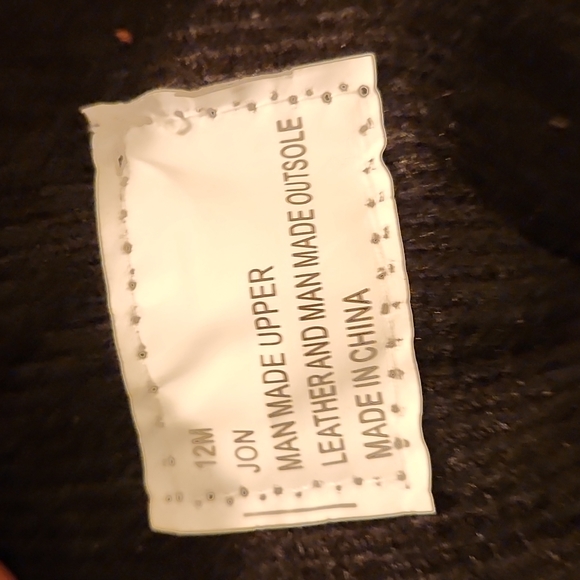 12M
JON
MAN MADE UPPER
LEATHER AND MAN MADE OUTSOLE
MADE IN CHINA